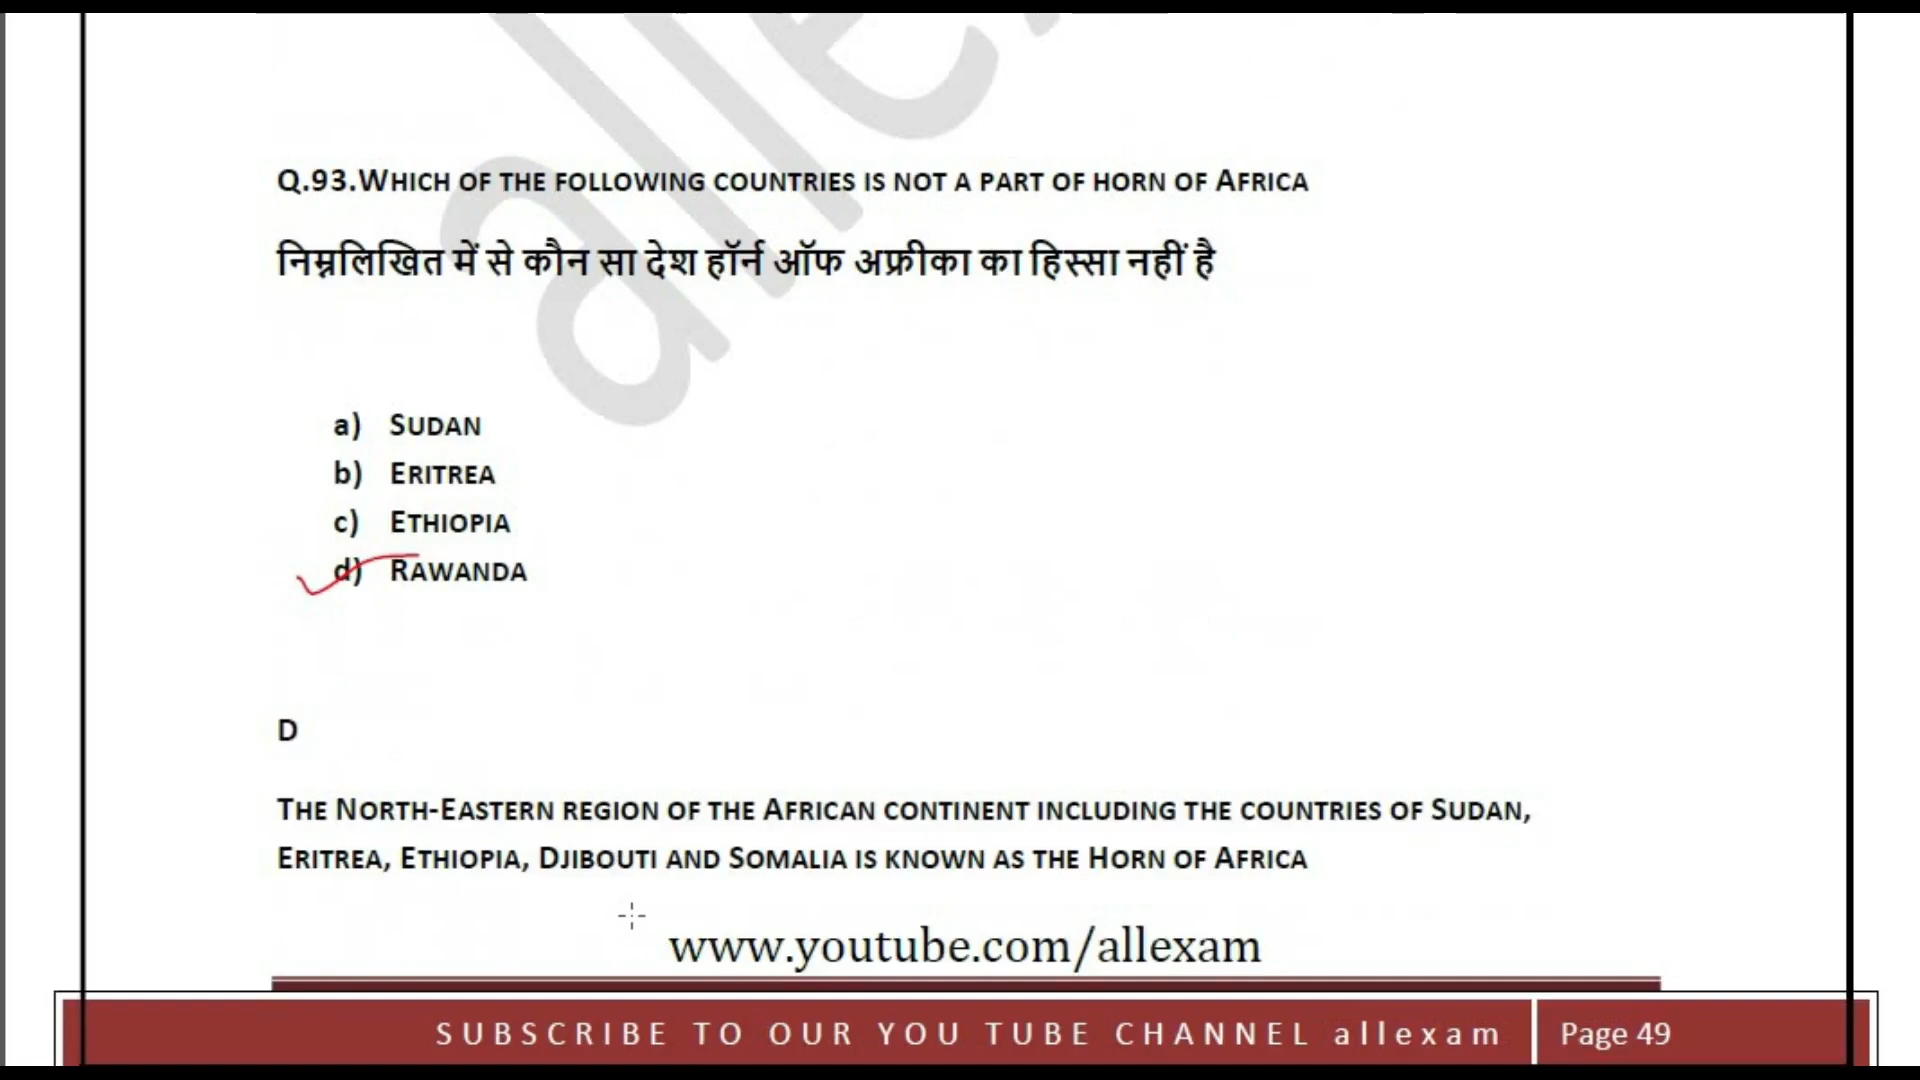 alle
Q.93.WHICH OF THE FOLLOWING COUNTRIES IS NOT A PART OF HORN OF AFRICA
निम्नलिखित में से कौन सा देश हॉर्न ऑफ अफ्रीका का हिस्सा नहीं है
a) SUDAN
b) ERITREA
c) ETHIOPIA
d) RAWANDA
D
THE NORTH-EASTERN REGION OF THE AFRICAN CONTINENT INCLUDING THE COUNTRIES OF SUDAN,
ERITREA, ETHIOPIA, DJIBOUTI AND SOMALIA IS KNOWN AS THE HORN OF AFRICA
www.youtube.com/allexam
SUBSCRIBE TO OUR YOU TUBE CHANNEL allexam Page 49